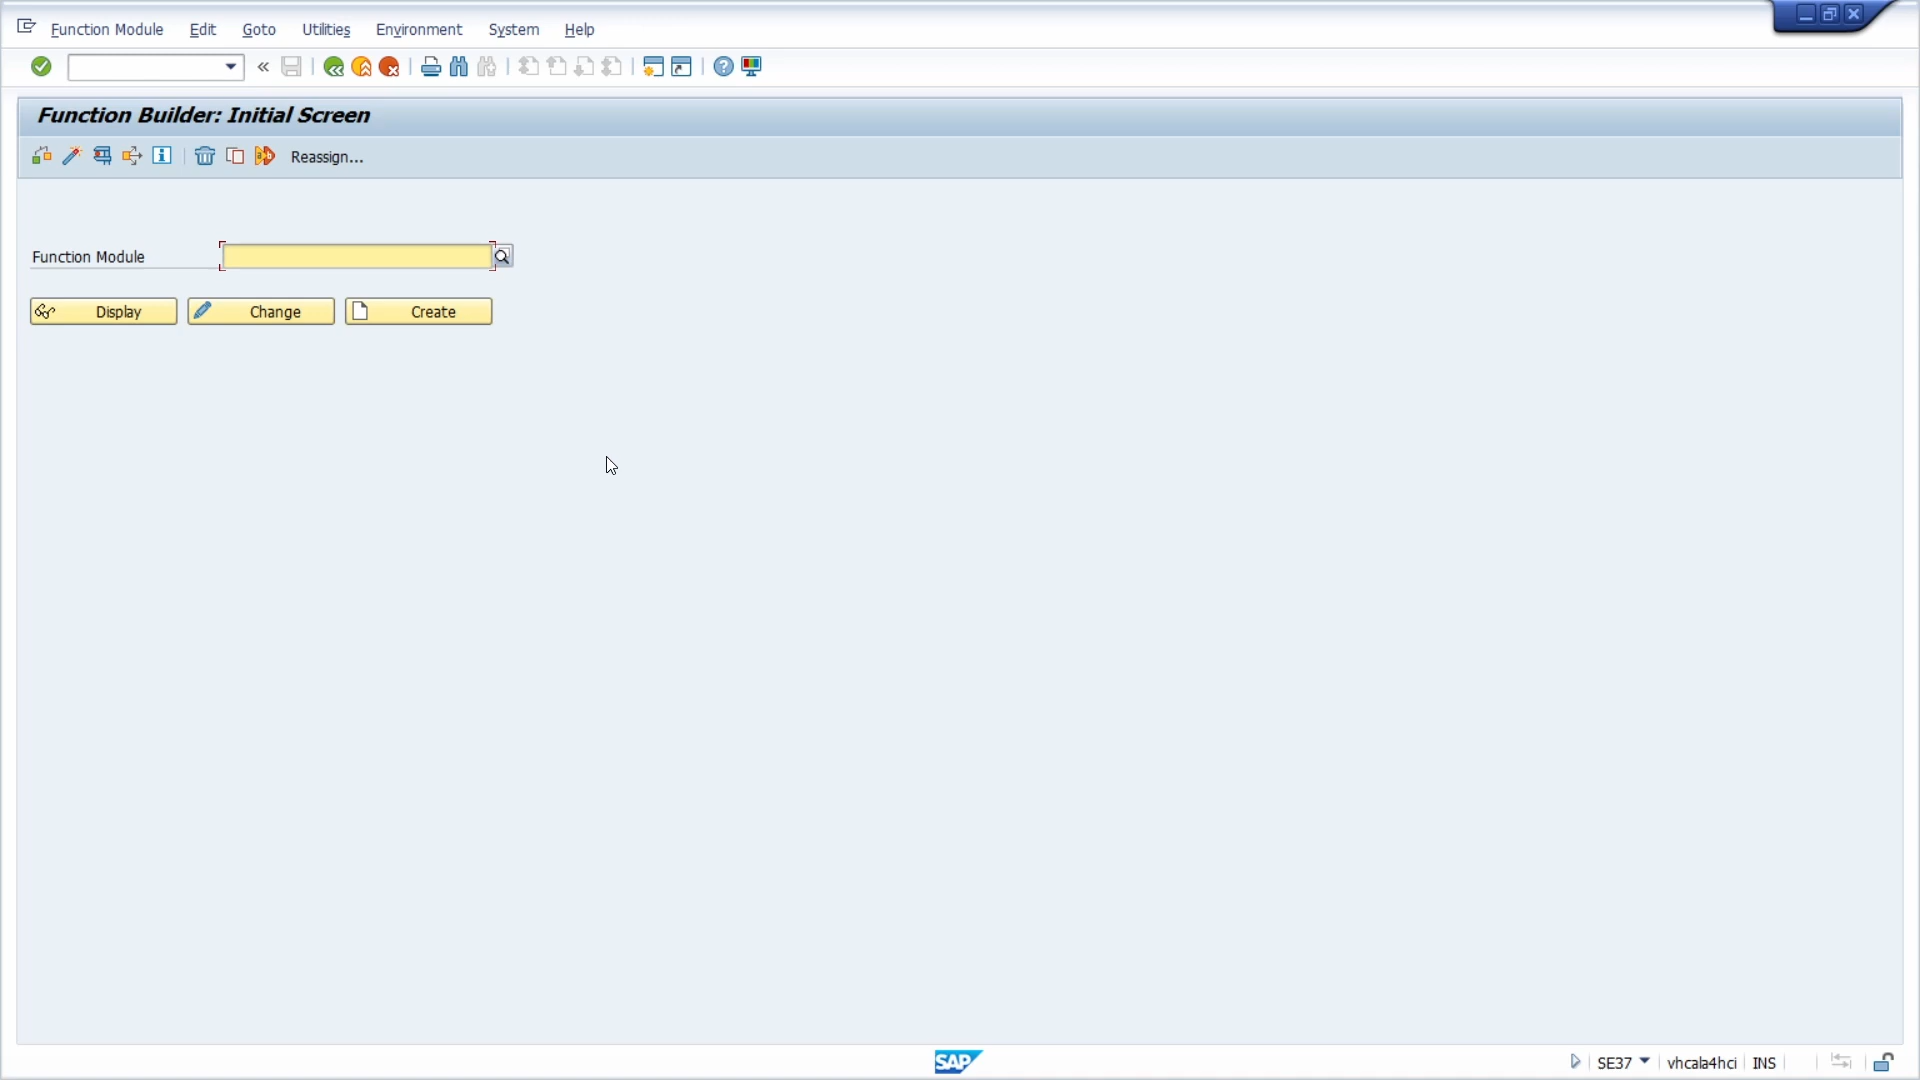 Function Module Edit Goto Utilities Environment System Help
Function Builder: Initial Screen
Reassign...
Function Module
Display Change Create
SAP SE37 vhcala4hci INS